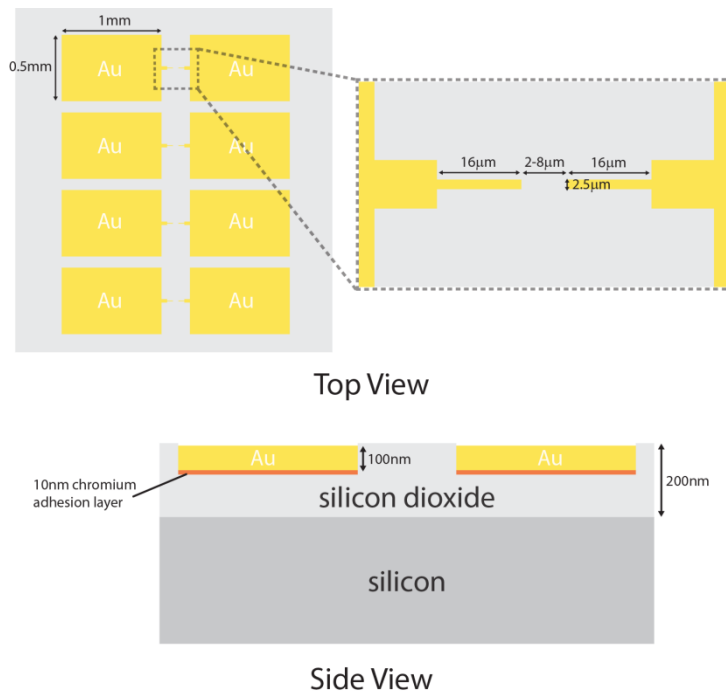 1mm
0.5mm
Au
Au
Au
Au
Au
Au
Au
Au
16μm
2-8μm
16μm
2.5μm
Top View
Au
100nm
Au
10nm chromium
adhesion layer
200nm
silicon dioxide
silicon
Side View